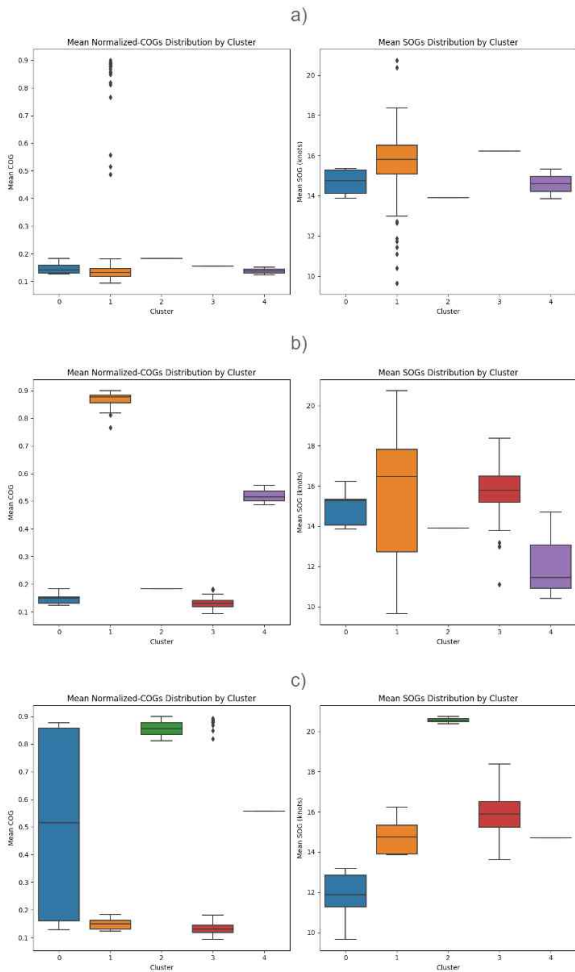 a)
Mean Normalized-COGs Distribution by Cluster
Mean SOGs Distribution by Cluster
0.9
0.8
0.7
0.6
0.5
0.4
0.3
0.2
0.1
Mean COG
0 1 2 3 4
Cluster
20
18
16
14
12
10
Mean SOG (knots)
0 1 2 3 4
Cluster
b)
Mean Normalized-COGs Distribution by Cluster
Mean SOGs Distribution by Cluster
0.9
0.8
0.7
0.6
0.5
0.4
0.3
0.2
0.1
Mean COG
0 1 2 3 4
Cluster
20
18
16
14
12
10
Mean SOG (knots)
0 1 2 3 4
Cluster
c)
Mean Normalized-COGs Distribution by Cluster
Mean SOGs Distribution by Cluster
0.9
0.8
0.7
0.6
0.5
0.4
0.3
0.2
0.1
Mean COG
0 1 2 3 4
Cluster
20
18
16
14
12
10
Mean SOG (knots)
0 1 2 3 4
Cluster